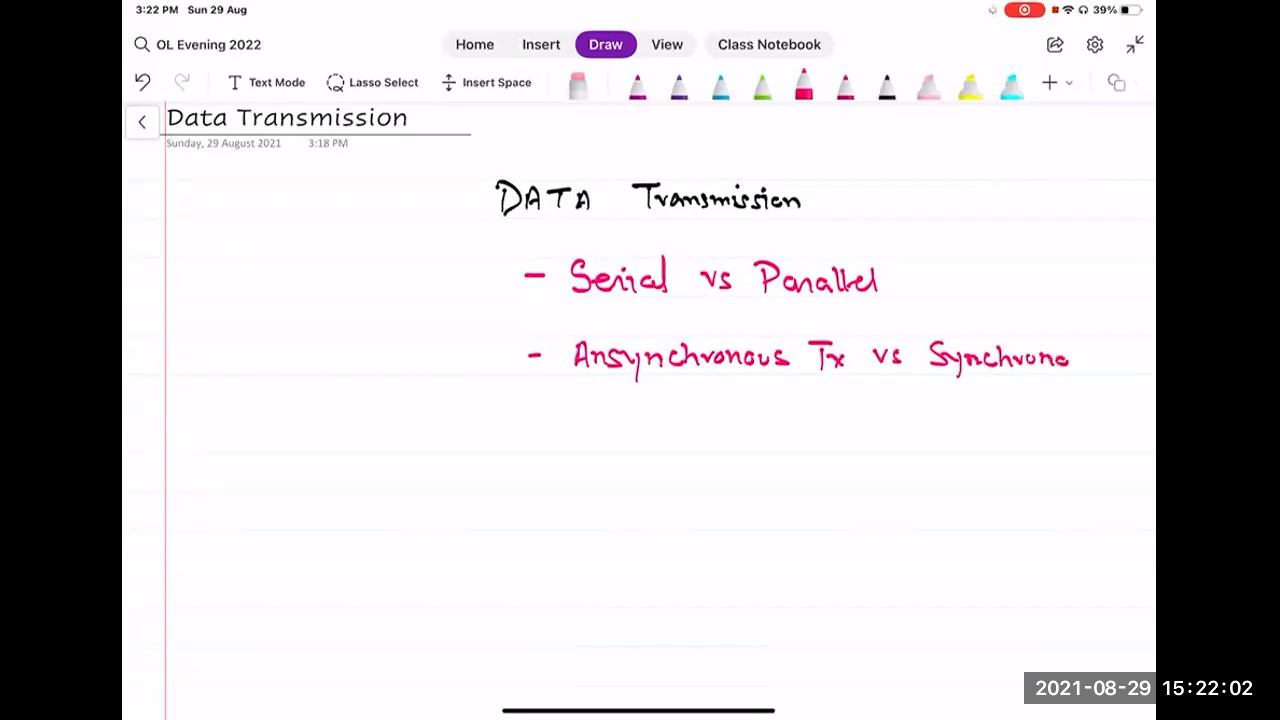 3:22 PM Sun 29 Aug 39%
OL Evening 2022 Home Insert Draw View Class Notebook
Text Mode Lasso Select Insert Space
Data Transmission
Sunday, 29 August 2021 3:18 PM
DATA Transmission
- Serial vs Parallel
- Ansynchronous Tx vs Synchrono
2021-08-29 15:22:02